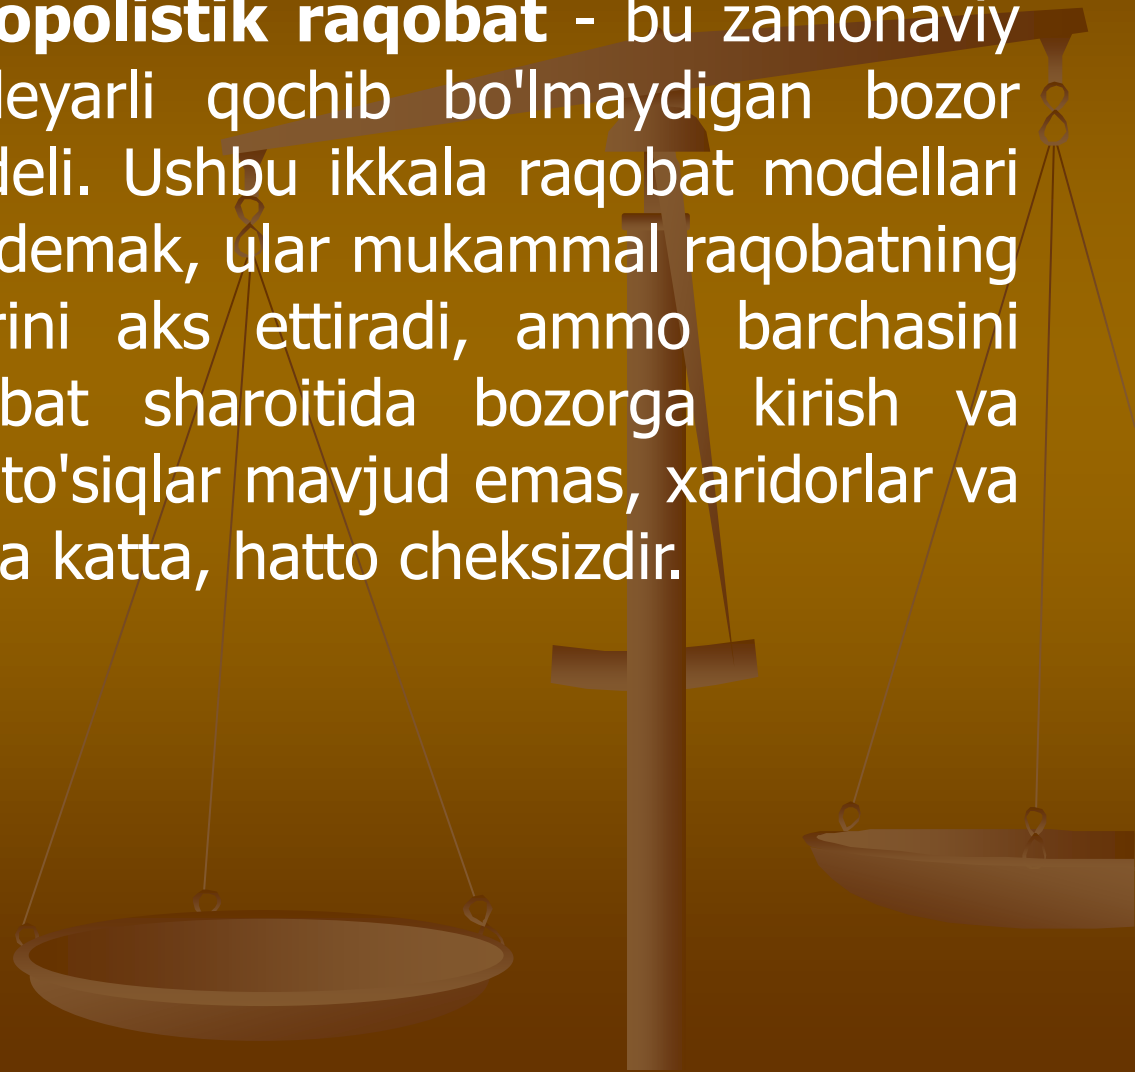 opolistik raqobat - bu zamonaviy
deyarli qochib bo'lmaydigan bozor
deli. Ushbu ikkala raqobat modellari
demak, ular mukammal raqobatning
rini aks ettiradi, ammo barchasini
bat sharoitida bozorga kirish va
to'siqlar mavjud emas, xaridorlar va
a katta, hatto cheksizdir.